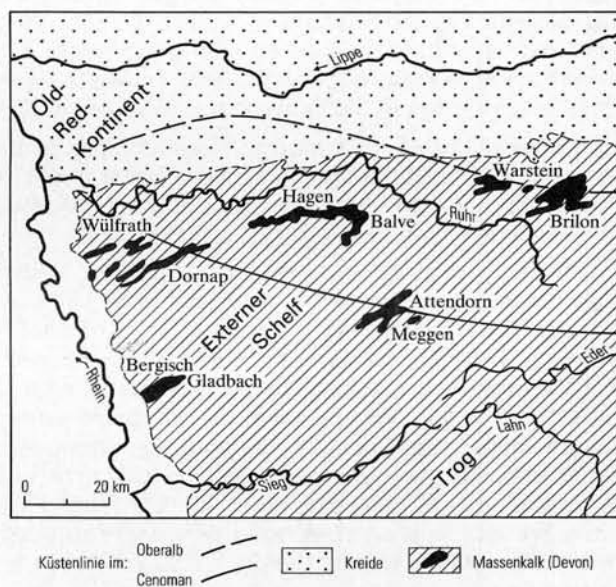 Lippe
Old-
Red-
Kontinent
Warstein
Hagen
Wülfrath
Balve
Ruhr
Brilon
Dornap
Externer
Schelf
Attendorn
Meggen
Bergisch
Gladbach
Eder
Rhein
Lahn
Trog
Sieg
0 20 km
Küstenlinie im: Oberalb
Cenoman
Kreide
Massenkalk (Devon)